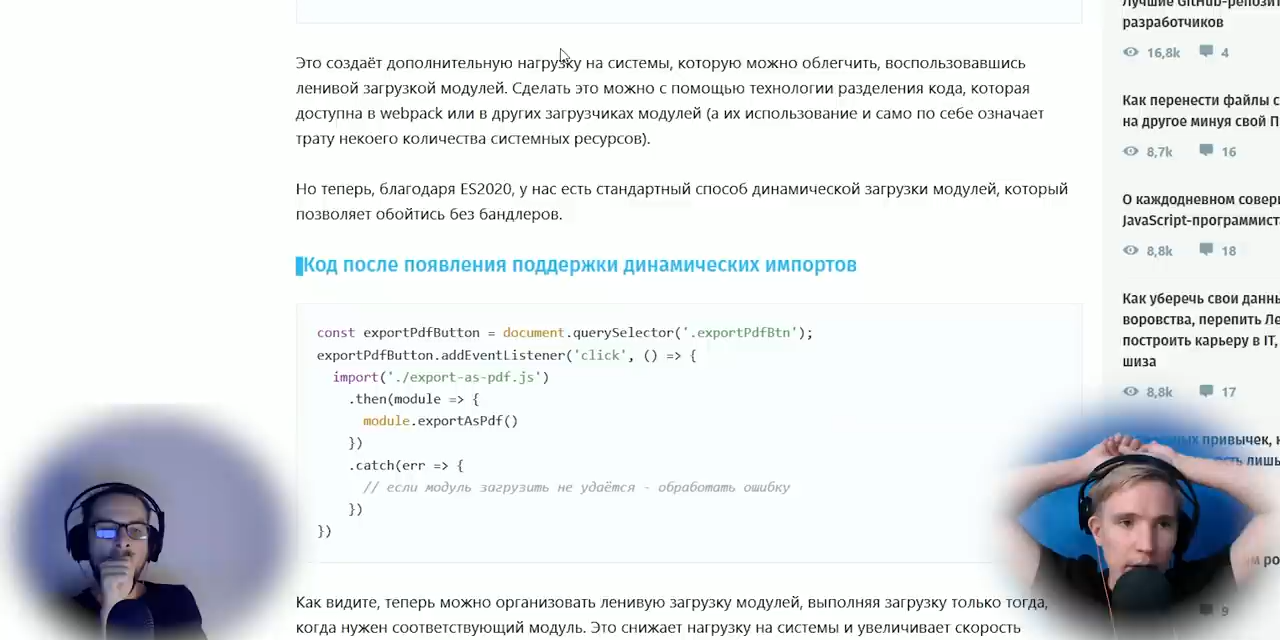 Это создаёт дополнительную нагрузку на системы, которую можно облегчить, воспользовавшись
ленивой загрузкой модулей. Сделать это можно с помощью технологии разделения кода, которая
доступна в webpack или в других загрузчиках модулей (а их использование и само по себе означает
трату некоего количества системных ресурсов).
Но теперь, благодаря ES2020, у нас есть стандартный способ динамической загрузки модулей, который
позволяет обойтись без бандлеров.
Код после появления поддержки динамических импортов
const exportPdfButton = document.querySelector('.exportPdfBtn');
exportPdfButton.addEventListener('click', () => {
import('./export-as-pdf.js')
.then(module => {
module.exportAsPdf()
})
.catch(err => {
// если модуль загрузить не удаётся - обработать ошибку
})
})
Как видите, теперь можно организовать ленивую загрузку модулей, выполняя загрузку только тогда,
когда нужен соответствующий модуль. Это снижает нагрузку на системы и увеличивает скорость
Лучшие GitHub-репозит
разработчиков
16,8k 4
Как перенести файлы с
на другое минуя свой П
8,7k 16
О каждодневном совер
JavaScript-программист
8,8k 18
Как уберечь свои данны
воровства, перепить Ле
построить карьеру в IT,
шиза
8,8k 17
привычек, к
лишь
9